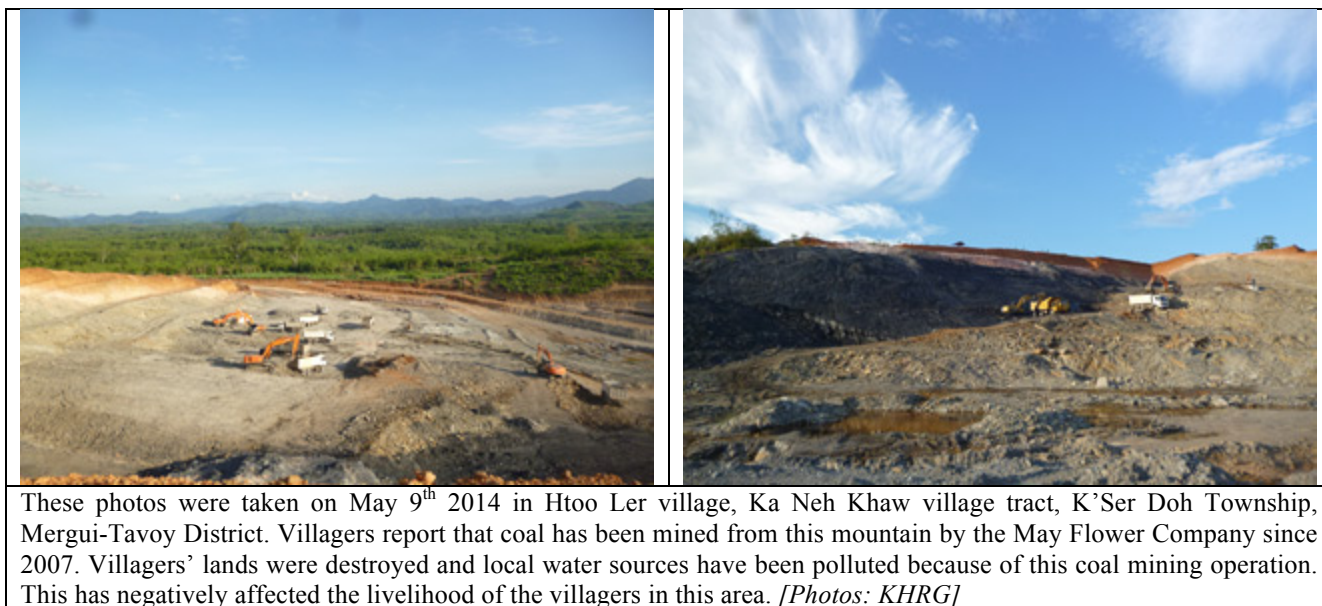 These photos were taken on May 9th 2014 in Htoo Ler village, Ka Neh Khaw village tract, K’Ser Doh Township,
Mergui-Tavoy District. Villagers report that coal has been mined from this mountain by the May Flower Company since
2007. Villagers’ lands were destroyed and local water sources have been polluted because of this coal mining operation.
This has negatively affected the livelihood of the villagers in this area. [Photos: KHRG]